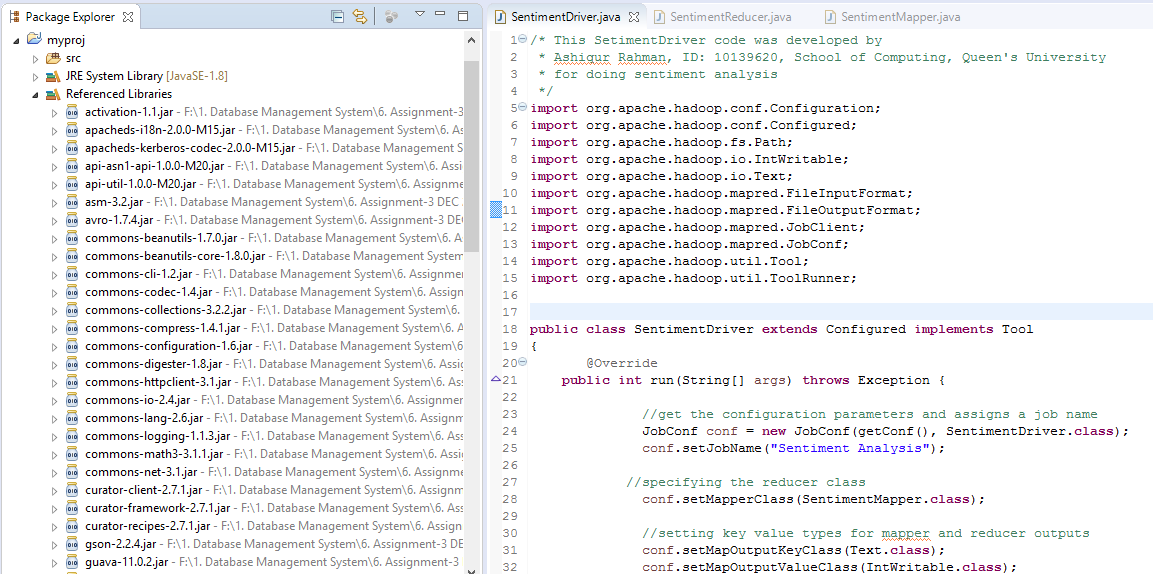 Package Explorer
myproj
src
JRE System Library [JavaSE-1.8]
Referenced Libraries
activation-1.1.jar - F:\1. Database Management System\6. Assignment-3
apacheds-i18n-2.0.0-M15.jar - F:\1. Database Management System\6. As
apacheds-kerberos-codec-2.0.0-M15.jar - F:\1. Database Management Sys
api-asn1-api-1.0.0-M20.jar - F:\1. Database Management System\6. Assi
api-util-1.0.0-M20.jar - F:\1. Database Management System\6. Assignme
asm-3.2.jar - F:\1. Database Management System\6. Assignment-3 DEC
avro-1.7.4.jar - F:\1. Database Management System\6. Assignment-3 DEC
commons-beanutils-1.7.0.jar - F:\1. Database Management System\6. Ass
commons-beanutils-core-1.8.0.jar - F:\1. Database Management System\
commons-cli-1.2.jar - F:\1. Database Management System\6. Assignmen
commons-codec-1.4.jar - F:\1. Database Management System\6. Assignm
commons-collections-3.2.2.jar - F:\1. Database Management System\6. A
commons-compress-1.4.1.jar - F:\1. Database Management System\6. As
commons-configuration-1.6.jar - F:\1. Database Management System\6. A
commons-digester-1.8.jar - F:\1. Database Management System\6. Assign
commons-httpclient-3.1.jar - F:\1. Database Management System\6. Assig
commons-io-2.4.jar - F:\1. Database Management System\6. Assignment
commons-lang-2.6.jar - F:\1. Database Management System\6. Assignme
commons-logging-1.1.3.jar - F:\1. Database Management System\6. Assig
commons-math3-3.1.1.jar - F:\1. Database Management System\6. Assig
commons-net-3.1.jar - F:\1. Database Management System\6. Assignmen
curator-client-2.7.1.jar - F:\1. Database Management System\6. Assignm
curator-framework-2.7.1.jar - F:\1. Database Management System\6. Ass
curator-recipes-2.7.1.jar - F:\1. Database Management System\6. Assign
gson-2.2.4.jar - F:\1. Database Management System\6. Assignment-3 DE
guava-11.0.2.jar - F:\1. Database Management System\6. Assignment-3
SentimentDriver.java SentimentReducer.java SentimentMapper.java
1 /* This SetimentDriver code was developed by
2 * Ashiqur Rahman, ID: 10139620, School of Computing, Queen's University
3 * for doing sentiment analysis
4 */
5 import org.apache.hadoop.conf.Configuration;
6 import org.apache.hadoop.conf.Configured;
7 import org.apache.hadoop.fs.Path;
8 import org.apache.hadoop.io.IntWritable;
9 import org.apache.hadoop.io.Text;
10 import org.apache.hadoop.mapred.FileInputFormat;
11 import org.apache.hadoop.mapred.FileOutputFormat;
12 import org.apache.hadoop.mapred.JobClient;
13 import org.apache.hadoop.mapred.JobConf;
14 import org.apache.hadoop.util.Tool;
15 import org.apache.hadoop.util.ToolRunner;
16
17
18 public class SentimentDriver extends Configured implements Tool
19 {
20 @Override
21 public int run(String[] args) throws Exception {
22
23 //get the configuration parameters and assigns a job name
24 JobConf conf = new JobConf(getConf(), SentimentDriver.class);
25 conf.setJobName("Sentiment Analysis");
26
27 //specifying the reducer class
28 conf.setMapperClass(SentimentMapper.class);
29
30 //setting key value types for mapper and reducer outputs
31 conf.setMapOutputKeyClass(Text.class);
32 conf.setMapOutputValueClass(IntWritable.class);